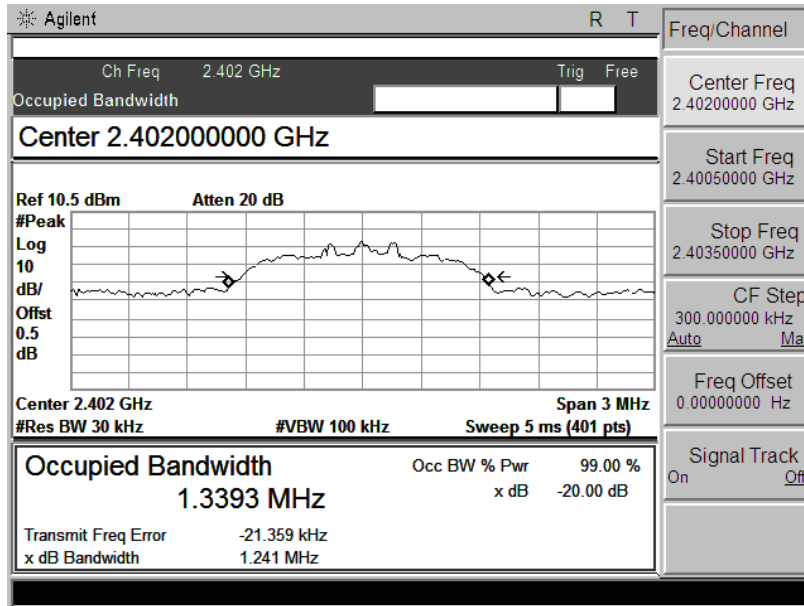 Agilent R T
Ch Freq 2.402 GHz Trig Free
Occupied Bandwidth
Center 2.402000000 GHz
Ref 10.5 dBm Atten 20 dB
#Peak
Log
10
dB/
Offst
0.5
dB
Center 2.402 GHz Span 3 MHz
#Res BW 30 kHz #VBW 100 kHz Sweep 5 ms (401 pts)
Occupied Bandwidth Occ BW % Pwr 99.00 %
1.3393 MHz x dB -20.00 dB
Transmit Freq Error -21.359 kHz
x dB Bandwidth 1.241 MHz
Freq/Channel
Center Freq
2.40200000 GHz
Start Freq
2.40050000 GHz
Stop Freq
2.40350000 GHz
CF Step
300.000000 kHz
Auto Ma
Freq Offset
0.00000000 Hz
Signal Track
On Off